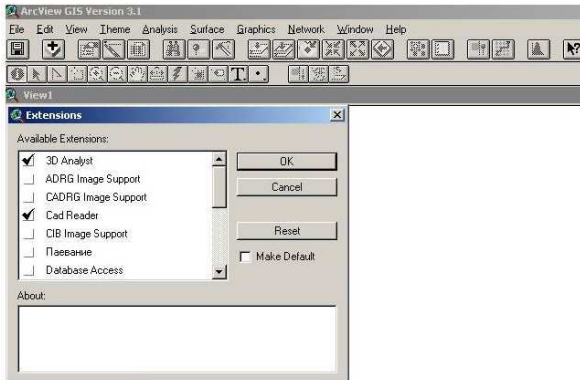 ArcView GIS Version 3.1
File Edit View Theme Analysis Surface Graphics Network Window Help
T.
View1
Extensions
Available Extensions:
3D Analyst
ADRG Image Support
CADRG Image Support
Cad Reader
CIB Image Support
Паевание
Database Access
OK
Cancel
Reset
Make Default
About: